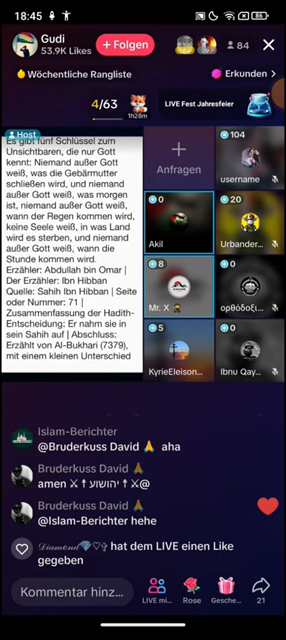 18:45
86
Gudi
53.9K Likes
+ Folgen
84
Wöchentliche Rangliste
Erkunden >
4/63
1h28m
LIVE Fest Jahresfeier
Host
Es gibt fünf Schlüssel zum
Unsichtbaren, die nur Gott
kennt: Niemand außer Gott
weiß, was die Gebärmutter
schließen wird, und niemand
außer Gott weiß, was morgen
ist, niemand außer Gott weiß,
wann der Regen kommen wird,
keine Seele weiß, in was Land
wird es sterben, und niemand
außer Gott weiß, wann die
Stunde kommen wird.
Erzähler: Abdullah bin Omar |
Der Erzähler: Ibn Hibban
Quelle: Sahih Ibn Hibban | Seite
oder Nummer: 71 |
Zusammenfassung der Hadith-
Entscheidung: Er nahm sie in
sein Sahih auf | Abschluss:
Erzählt von Al-Bukhari (7379),
mit einem kleinen Unterschied
+
Anfragen
104
username
0
Akil
20
Urbander...
8
Mr. X
0
ορθόδοξι...
5
KyrieEleison...
0
Ibnu Qay...
Islam-Berichter
@Bruderkuss David 🙏 aha
Bruderkuss David 🙏
amen ⚔✝יהושוע✝⚔@
Bruderkuss David 🙏
@Islam-Berichter hehe
𝒟𝒾𝒶𝓂𝑜𝓃𝒹💎♡✞ hat dem LIVE einen Like
gegeben
Kommentar hinz...
LIVE mi...
Rose
Gesche...
21